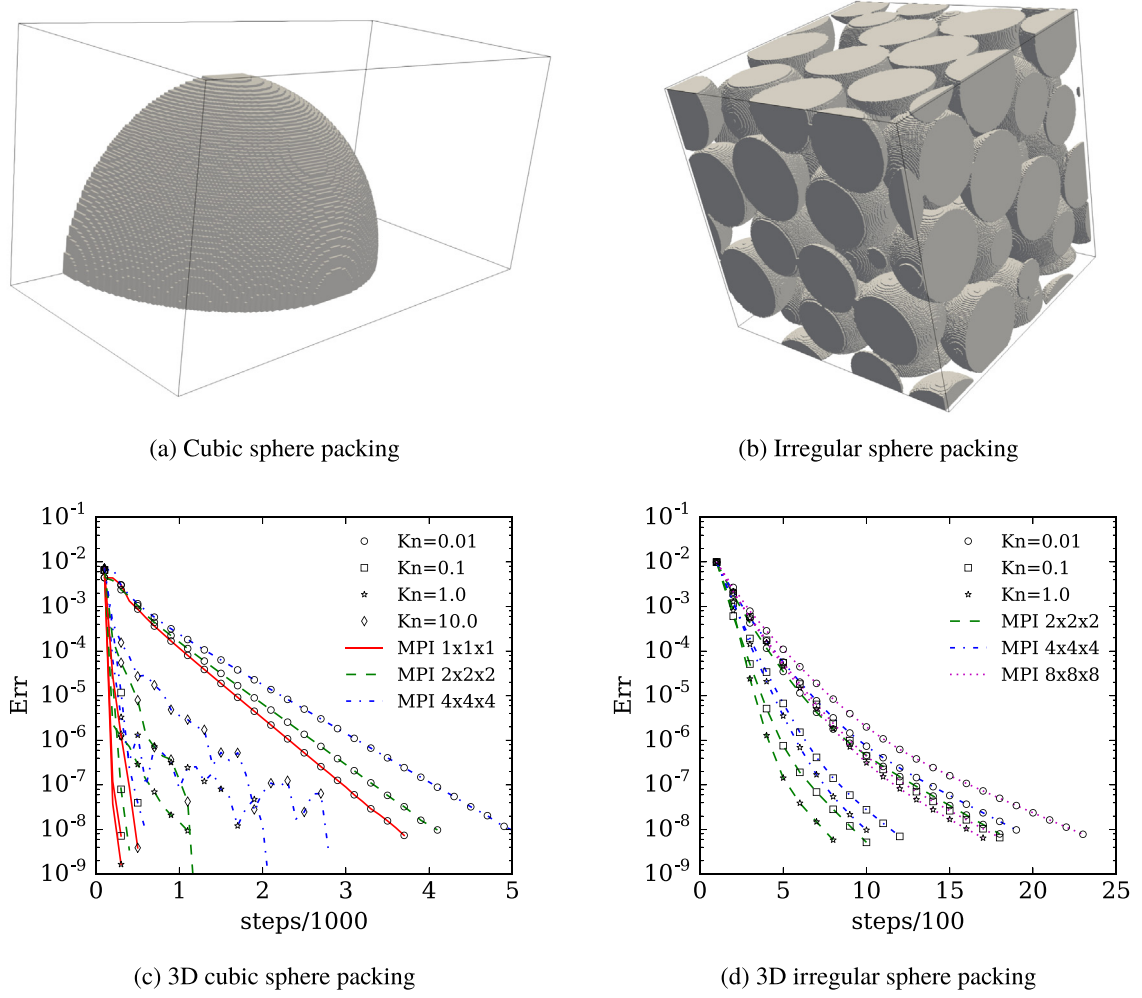 (a) Cubic sphere packing
(b) Irregular sphere packing
10^-1
10^-2
10^-3
10^-4
10^-5
10^-6
10^-7
10^-8
10^-9
Err
0
1
2
3
4
5
steps/1000
Kn=0.01
Kn=0.1
Kn=1.0
Kn=10.0
MPI 1x1x1
MPI 2x2x2
MPI 4x4x4
(c) 3D cubic sphere packing
10^-1
10^-2
10^-3
10^-4
10^-5
10^-6
10^-7
10^-8
10^-9
Err
0
5
10
15
20
25
steps/100
Kn=0.01
Kn=0.1
Kn=1.0
MPI 2x2x2
MPI 4x4x4
MPI 8x8x8
(d) 3D irregular sphere packing